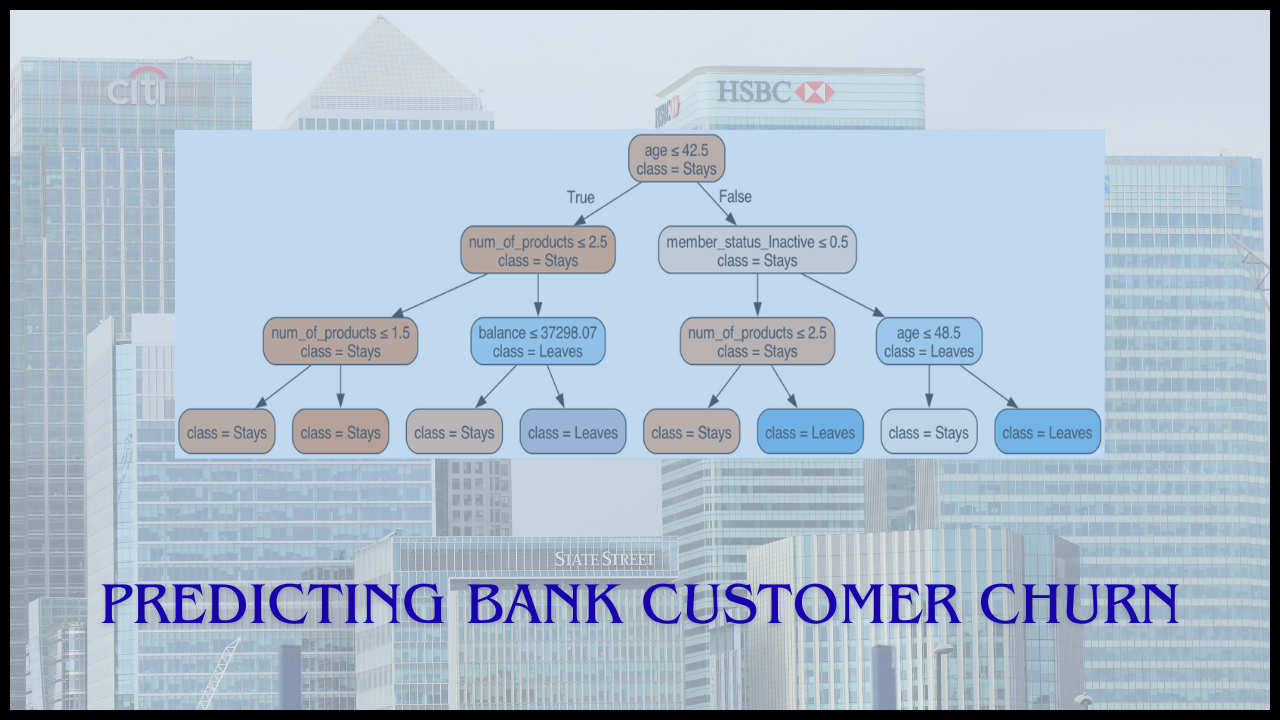 citi
HSBC
HSBC
age ≤ 42.5
class = Stays
True
False
num_of_products ≤ 2.5
class = Stays
member_status_Inactive ≤ 0.5
class = Stays
num_of_products ≤ 1.5
class = Stays
balance ≤ 37298.07
class = Leaves
num_of_products ≤ 2.5
class = Stays
age ≤ 48.5
class = Leaves
class = Stays
class = Stays
class = Stays
class = Leaves
class = Stays
class = Leaves
class = Stays
class = Leaves
STATE STREET
PREDICTING BANK CUSTOMER CHURN